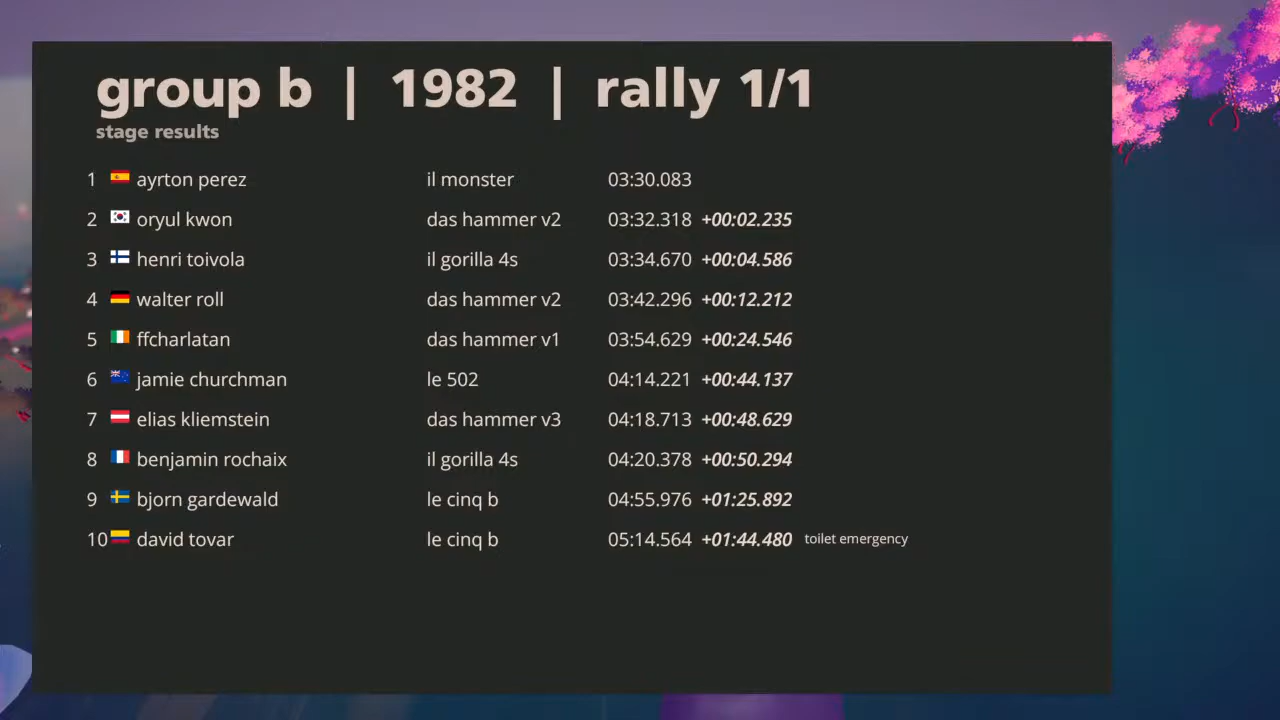 group b | 1982 | rally 1/1
stage results
1 ayrton perez il monster 03:30.083
2 oryul kwon das hammer v2 03:32.318 +00:02.235
3 henri toivola il gorilla 4s 03:34.670 +00:04.586
4 walter roll das hammer v2 03:42.296 +00:12.212
5 ffcharlatan das hammer v1 03:54.629 +00:24.546
6 jamie churchman le 502 04:14.221 +00:44.137
7 elias kliemstein das hammer v3 04:18.713 +00:48.629
8 benjamin rochaix il gorilla 4s 04:20.378 +00:50.294
9 bjorn gardewald le cinq b 04:55.976 +01:25.892
10 david tovar le cinq b 05:14.564 +01:44.480 toilet emergency